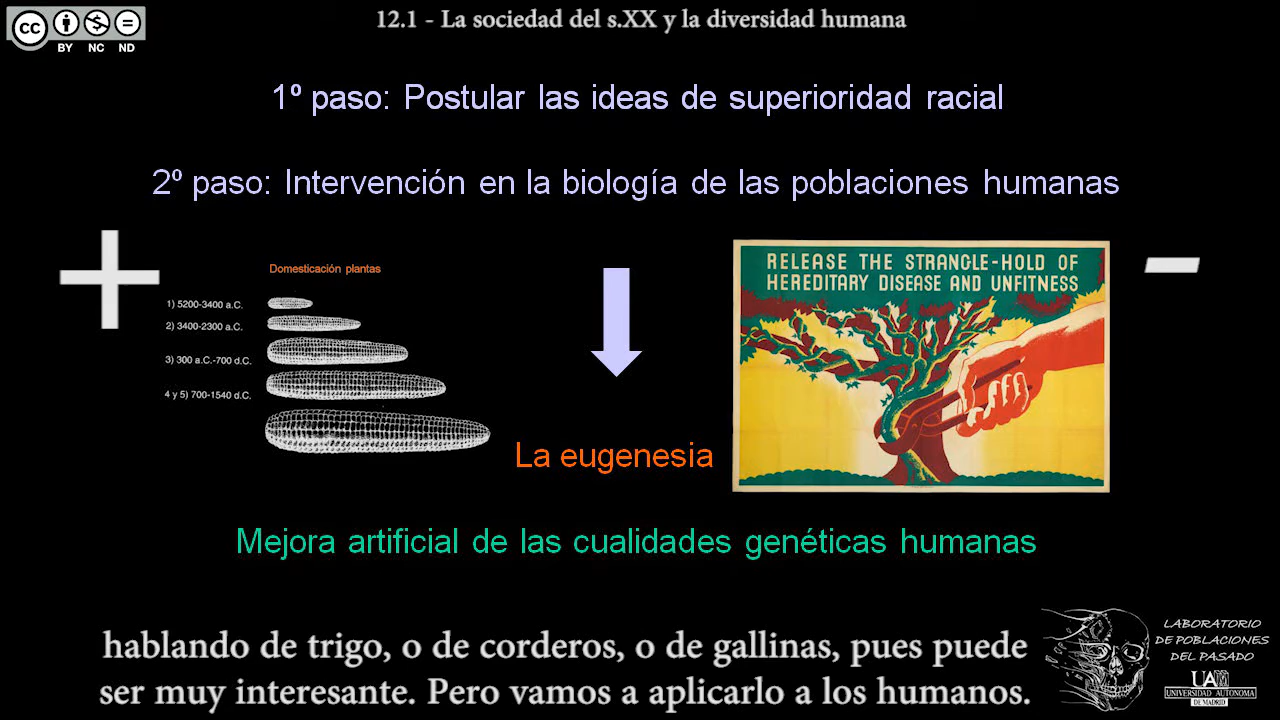 12.1 - La sociedad del s.XX y la diversidad humana
CC
BY NC ND
1º paso: Postular las ideas de superioridad racial
2º paso: Intervención en la biología de las poblaciones humanas
Domesticación plantas
1) 5200-3400 a.C.
2) 3400-2300 a.C.
3) 300 a.C.-700 d.C.
4 y 5) 700-1540 d.C.
RELEASE THE STRANGLE-HOLD OF
HEREDITARY DISEASE AND UNFITNESS
La eugenesia
Mejora artificial de las cualidades genéticas humanas
hablando de trigo, o de corderos, o de gallinas, pues puede
ser muy interesante. Pero vamos a aplicarlo a los humanos.
LABORATORIO
DE POBLACIONES
DEL PASADO
UAM
UNIVERSIDAD AUTONOMA
DE MADRID